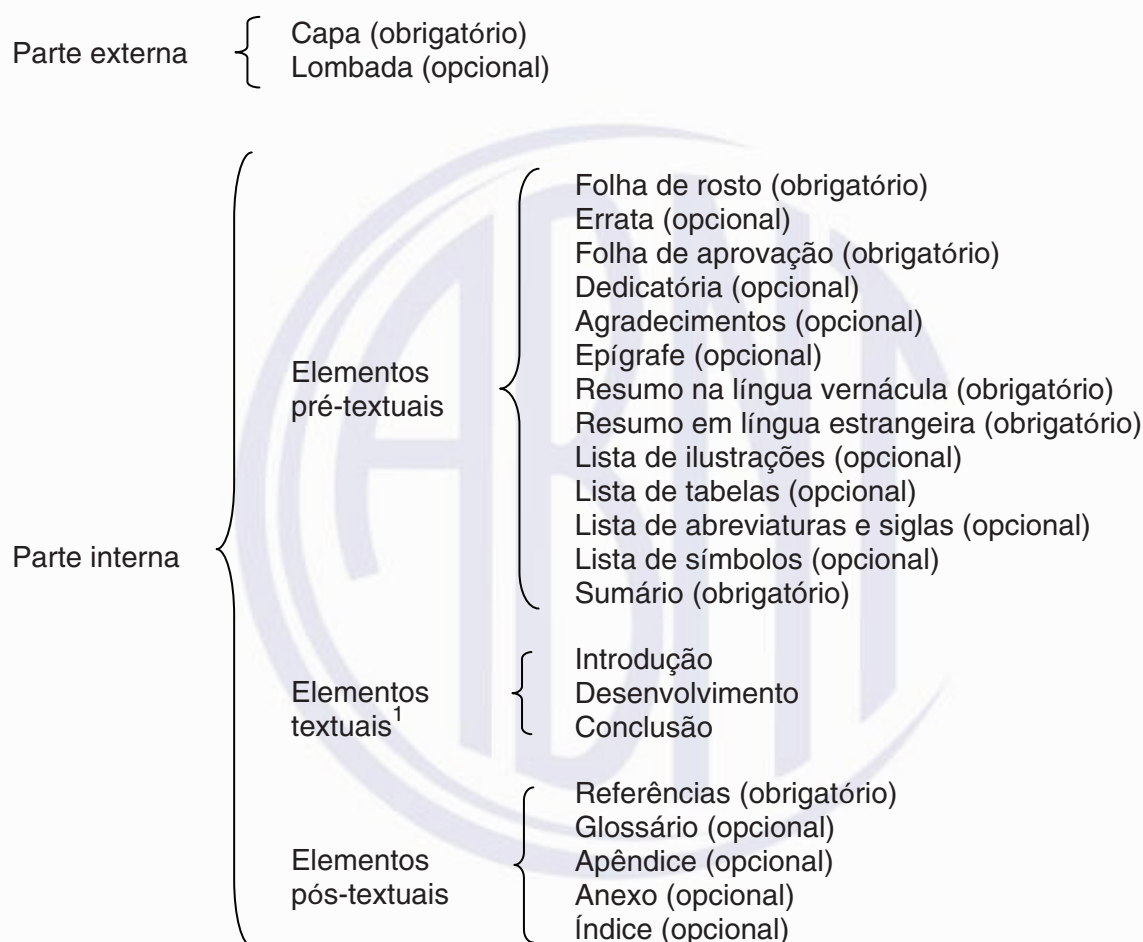 Parte externa
Capa (obrigatório)
Lombada (opcional)
Parte interna
Elementos
pré-textuais
Folha de rosto (obrigatório)
Errata (opcional)
Folha de aprovação (obrigatório)
Dedicatória (opcional)
Agradecimentos (opcional)
Epígrafe (opcional)
Resumo na língua vernácula (obrigatório)
Resumo em língua estrangeira (obrigatório)
Lista de ilustrações (opcional)
Lista de tabelas (opcional)
Lista de abreviaturas e siglas (opcional)
Lista de símbolos (opcional)
Sumário (obrigatório)
Elementos
textuais1
Introdução
Desenvolvimento
Conclusão
Elementos
pós-textuais
Referências (obrigatório)
Glossário (opcional)
Apêndice (opcional)
Anexo (opcional)
Índice (opcional)
ABNT